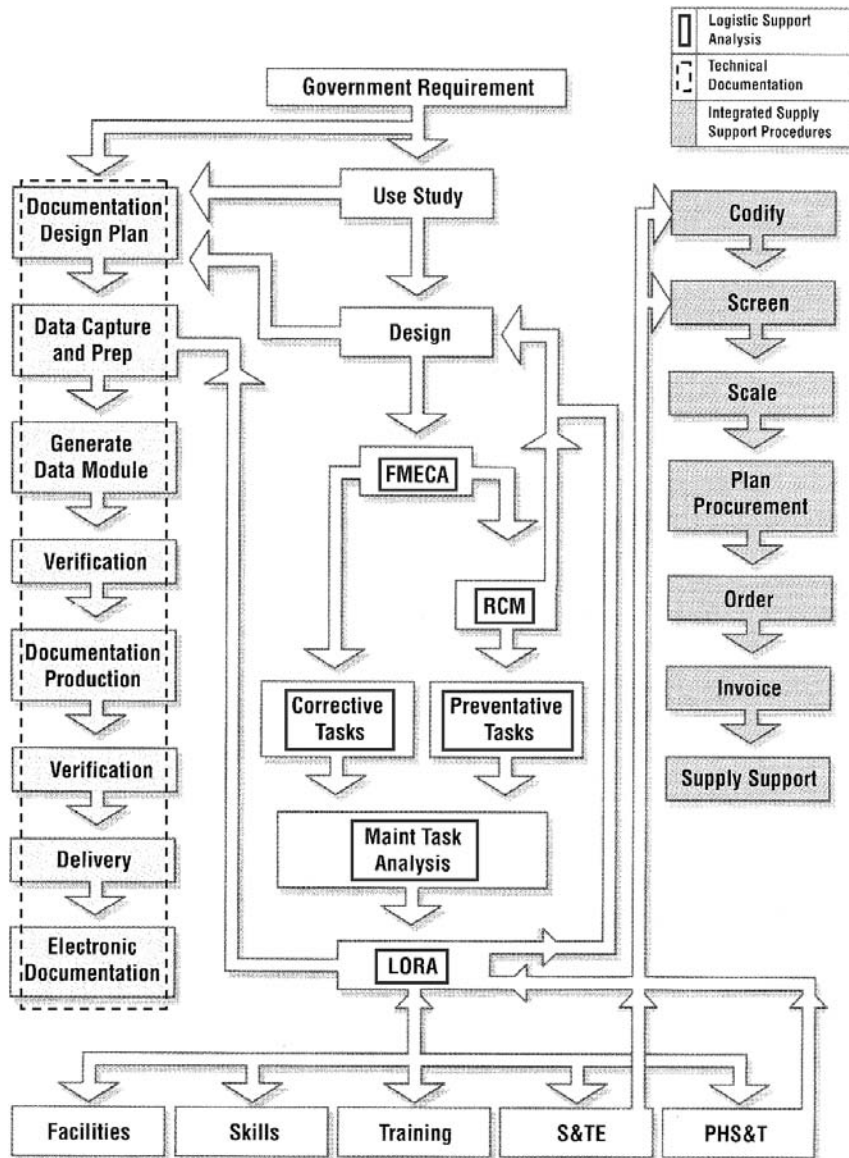 Logistic Support
Analysis
Technical
Documentation
Integrated Supply
Support Procedures
Government Requirement
Use Study
Documentation
Design Plan
Codify
Data Capture
and Prep
Design
Screen
Scale
Generate
Data Module
FMECA
Plan
Procurement
Verification
RCM
Order
Documentation
Production
Corrective
Tasks
Preventative
Tasks
Invoice
Verification
Supply Support
Maint Task
Analysis
Delivery
Electronic
Documentation
LORA
Facilities
Skills
Training
S&TE
PHS&T